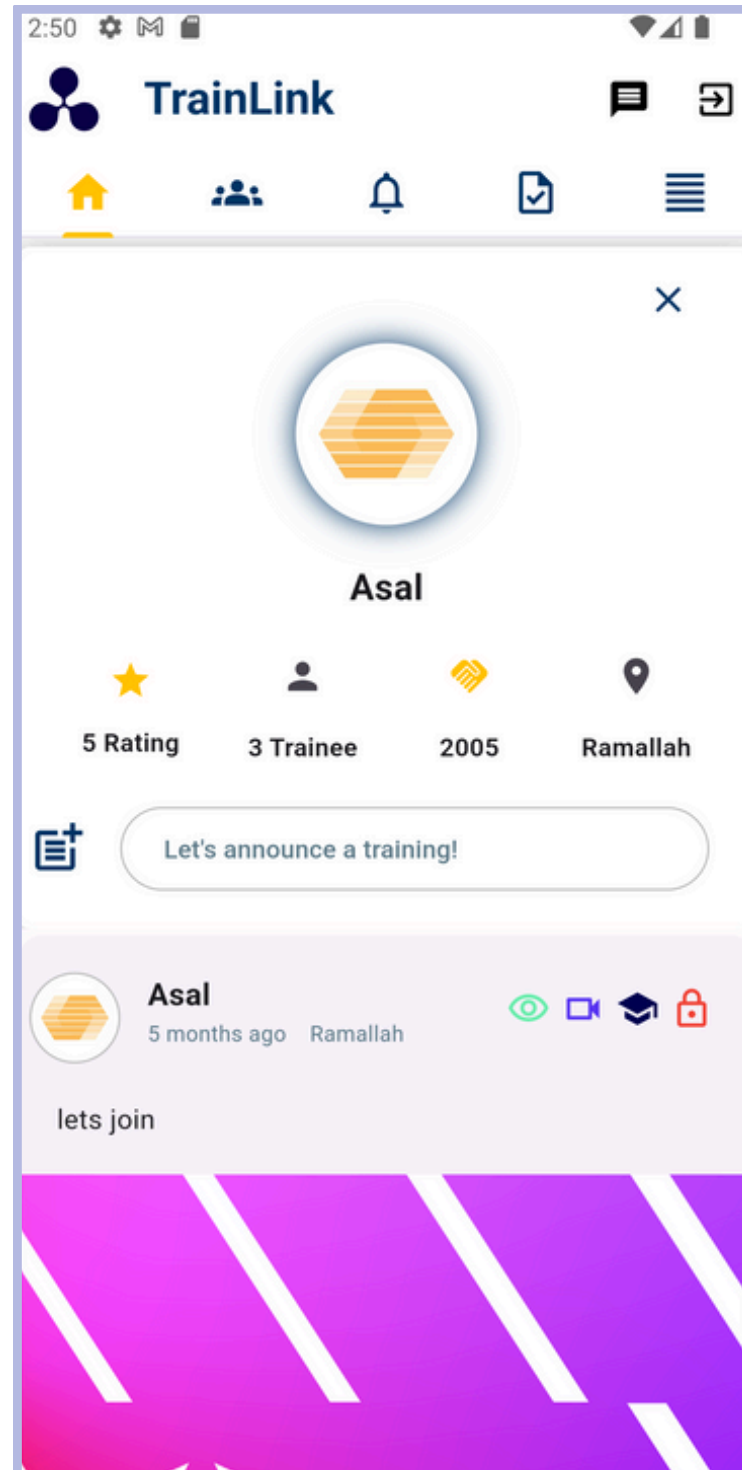 2:50
TrainLink
Asal
5 Rating
3 Trainee
2005
Ramallah
Let's announce a training!
Asal
5 months ago Ramallah
lets join